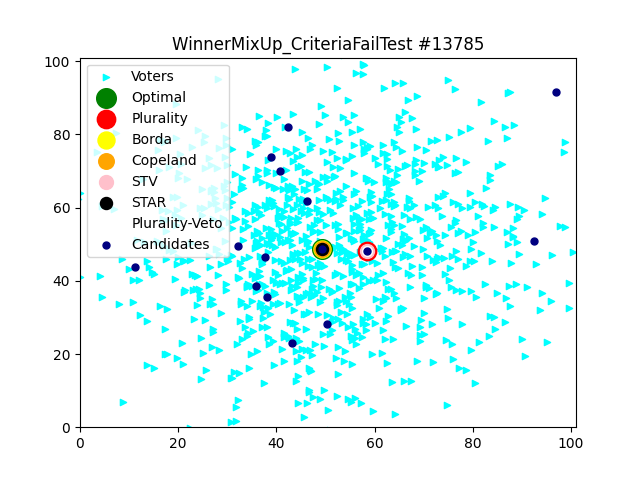 WinnerMixUp_CriteriaFailTest #13785
100
80
60
40
20
0
Voters
Optimal
Plurality
Borda
Copeland
STV
STAR
Plurality-Veto
Candidates
0 20 40 60 80 100